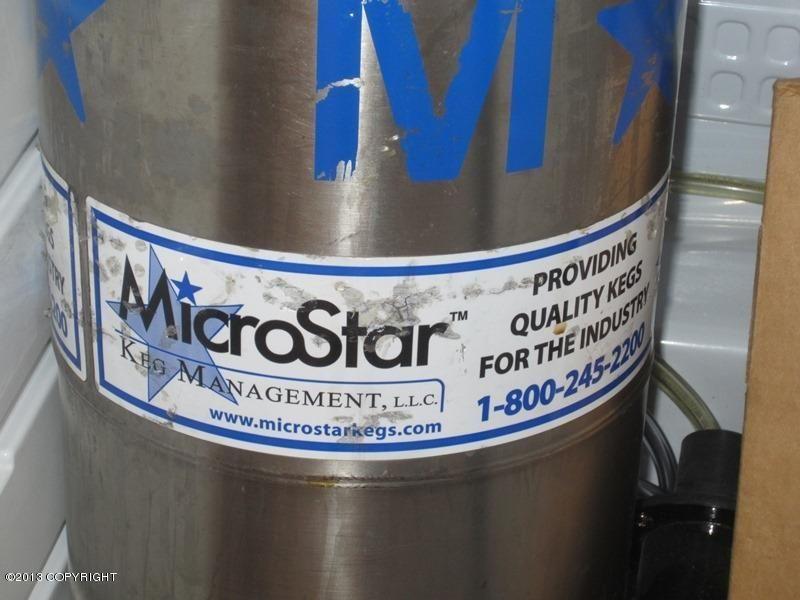 M
MicroStar™
Keg Management, L.L.C.
www.microstarkegs.com
PROVIDING
QUALITY KEGS
FOR THE INDUSTRY
1-800-245-2200
©2013 COPYRIGHT